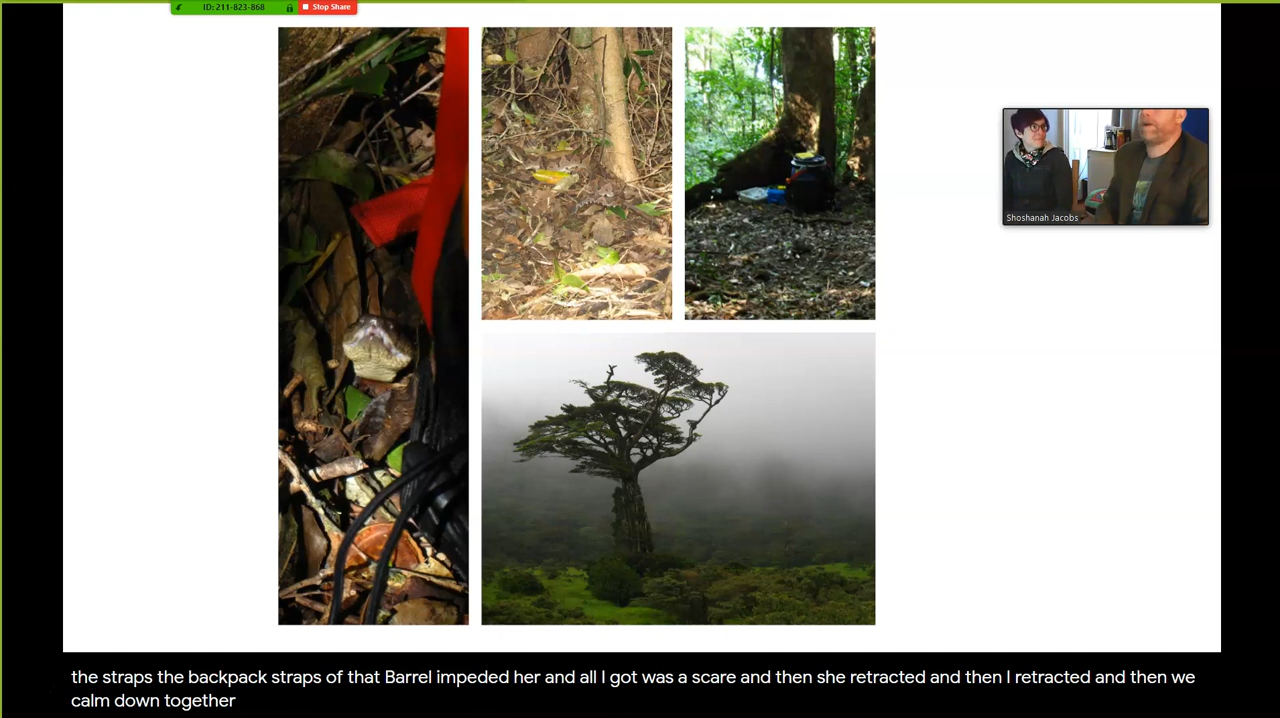 ID: 211-823-868
Stop Share
Shoshanah Jacobs
the straps the backpack straps of that Barrel impeded her and all I got was a scare and then she retracted and then I retracted and then we
calm down together